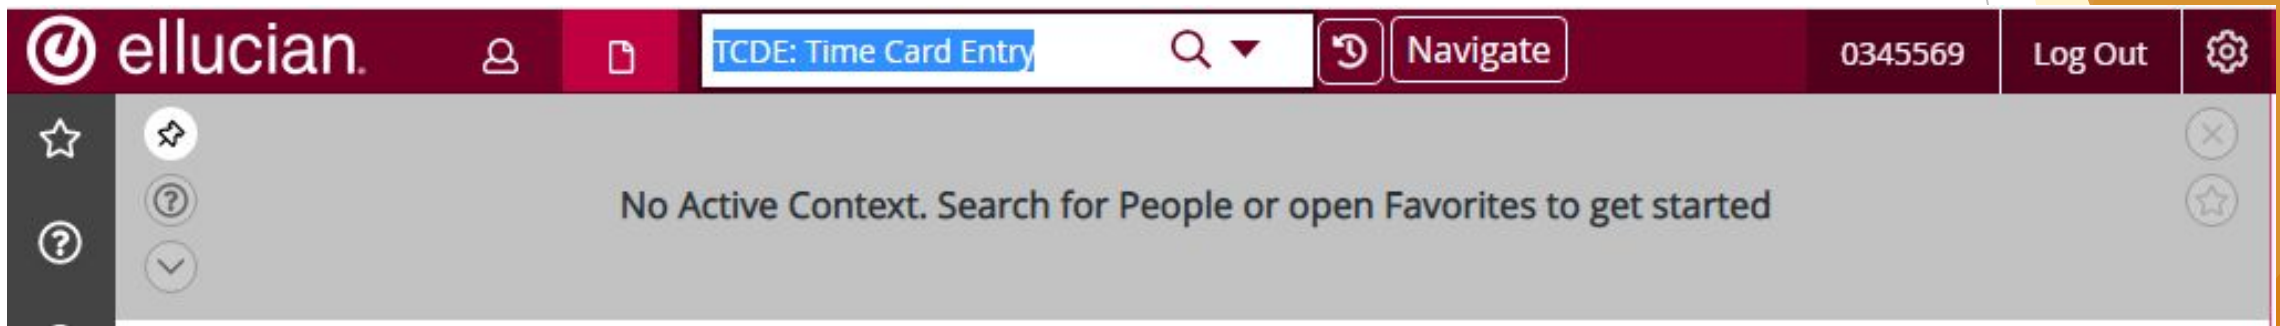 ellucian. TCDE: Time Card Entry Navigate 0345569 Log Out
No Active Context. Search for People or open Favorites to get started